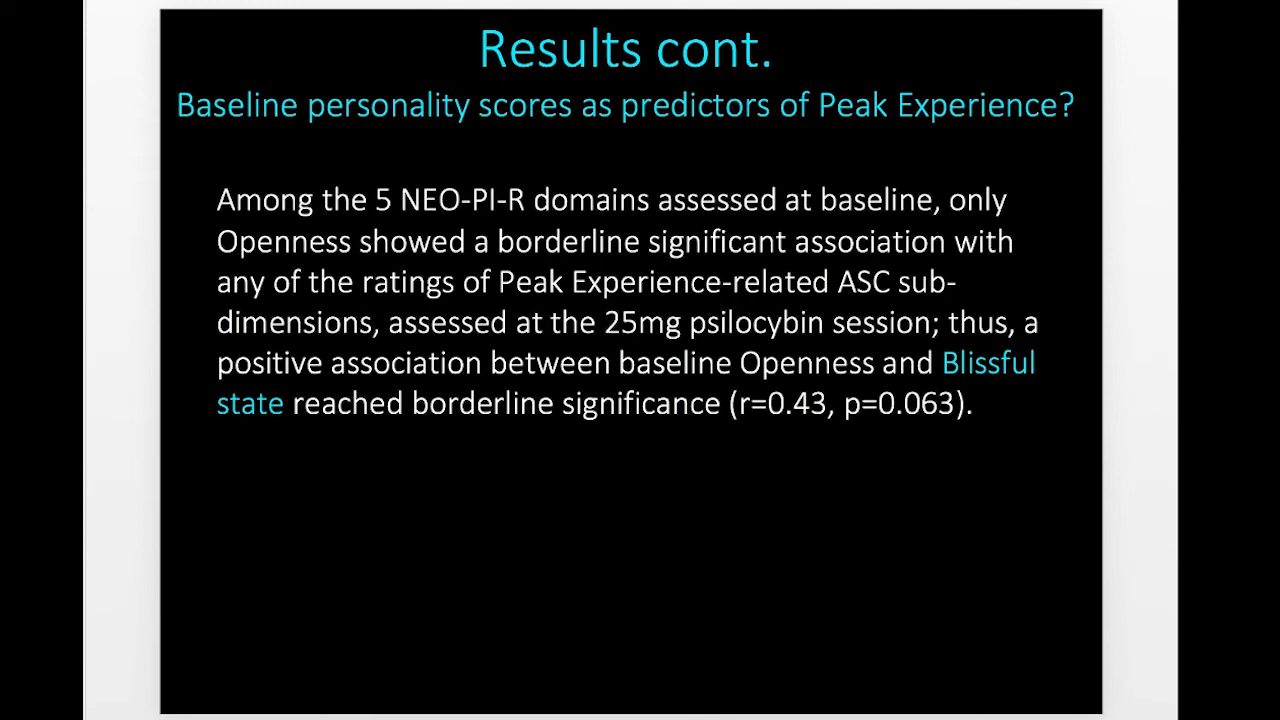 Results cont.
Baseline personality scores as predictors of Peak Experience?
Among the 5 NEO-PI-R domains assessed at baseline, only
Openness showed a borderline significant association with
any of the ratings of Peak Experience-related ASC sub-
dimensions, assessed at the 25mg psilocybin session; thus, a
positive association between baseline Openness and Blissful
state reached borderline significance (r=0.43, p=0.063).